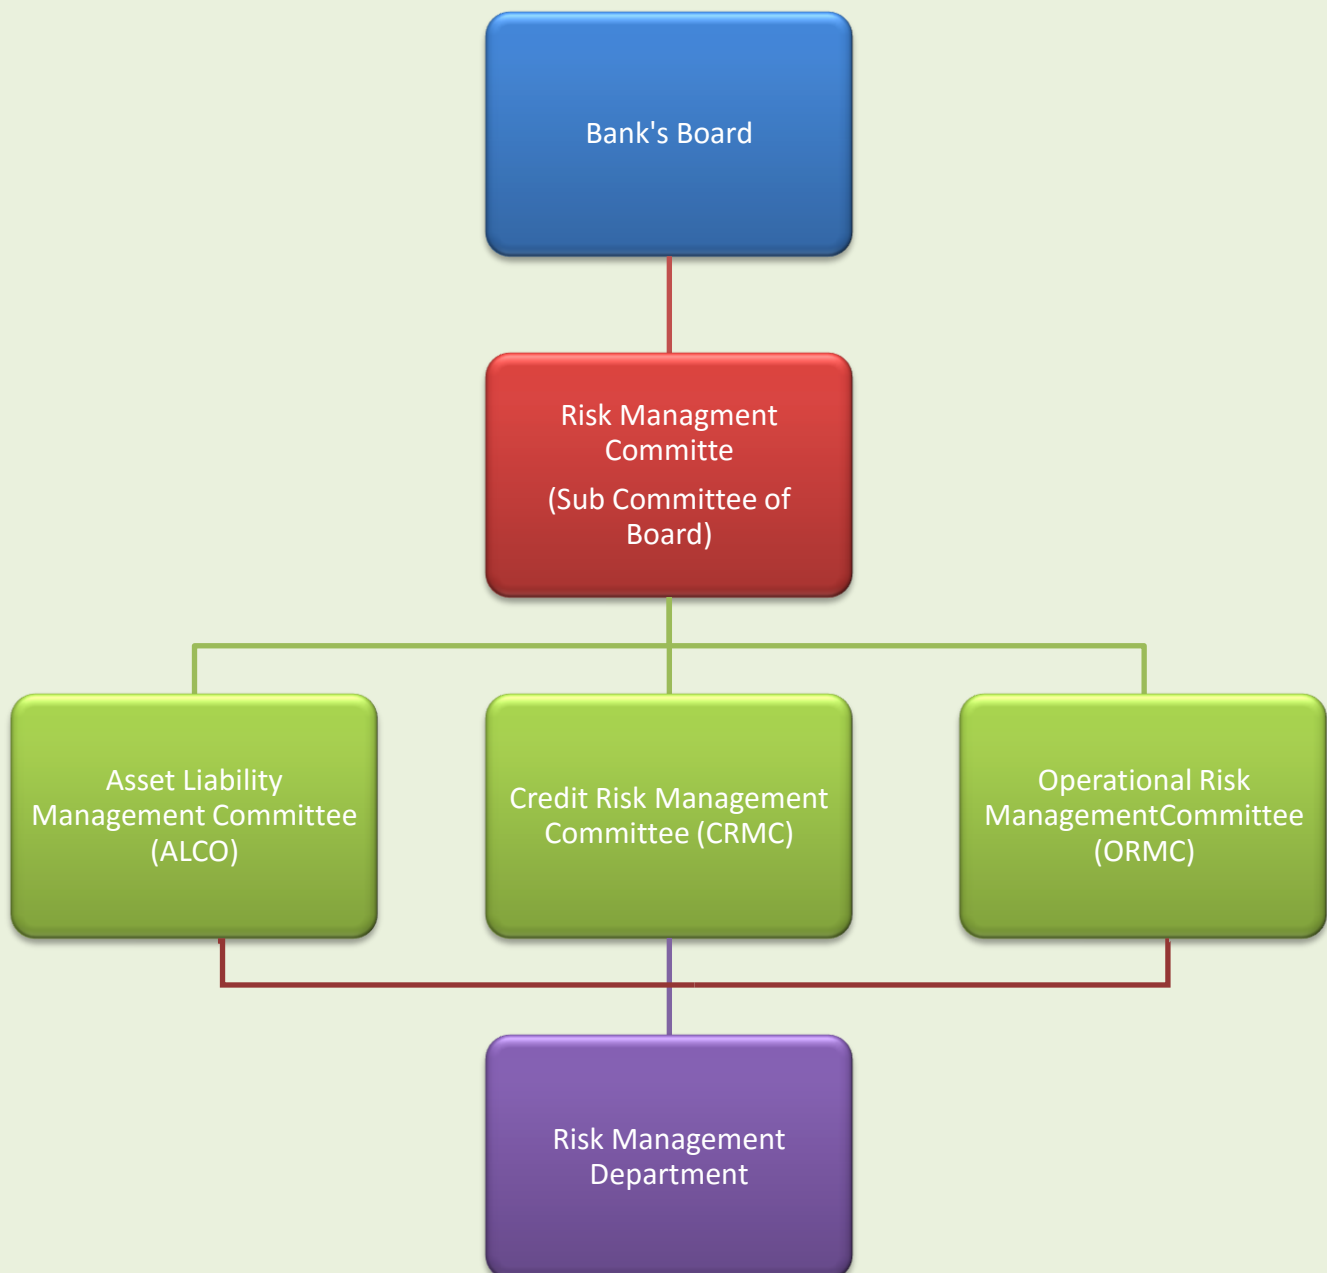 Bank's Board
Risk Managment
Committe
(Sub Committee of
Board)
Asset Liability
Management Committee
(ALCO)
Credit Risk Management
Committee (CRMC)
Operational Risk
ManagementCommittee
(ORMC)
Risk Management
Department